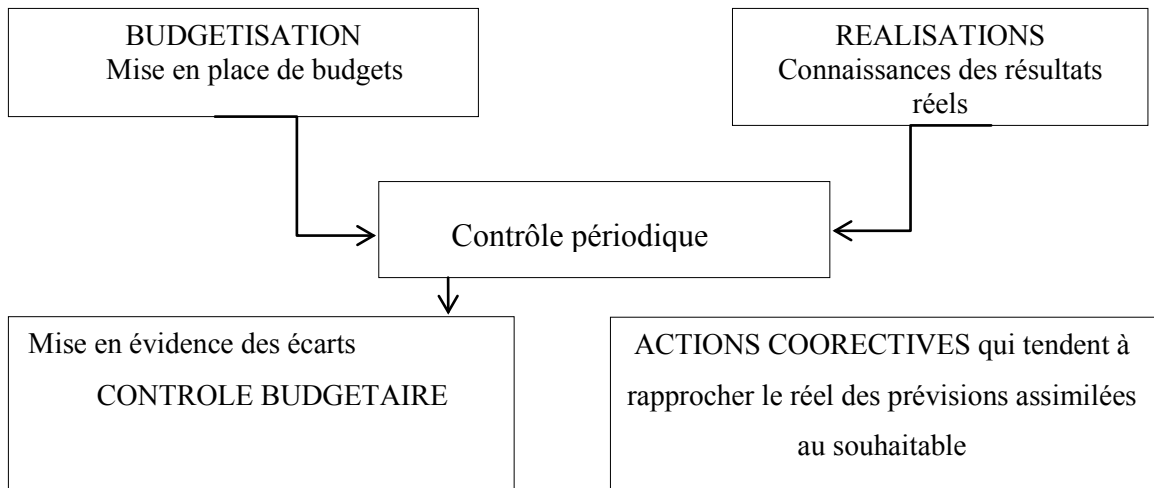 BUDGETISATION
Mise en place de budgets
REALISATIONS
Connaissances des résultats
réels
Contrôle périodique
Mise en évidence des écarts
CONTROLE BUDGETAIRE
ACTIONS COORECTIVES qui tendent à
rapprocher le réel des prévisions assimilées
au souhaitable